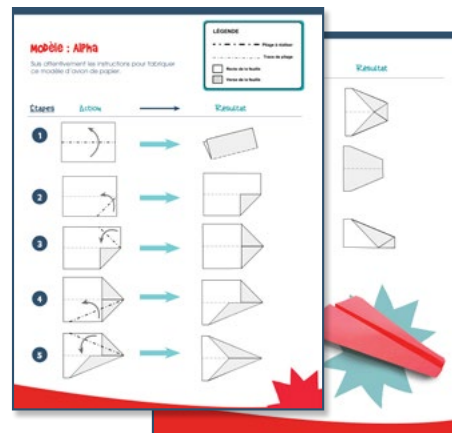 Modèle : Alpha
Suis attentivement les instructions pour fabriquer
ce modèle d'avion de papier.
LÉGENDE
Pliage à réaliser
Trace de pliage
Recto de la feuille
Verso de la feuille
Étapes Action Résultat
1
2
3
4
5
Résultat